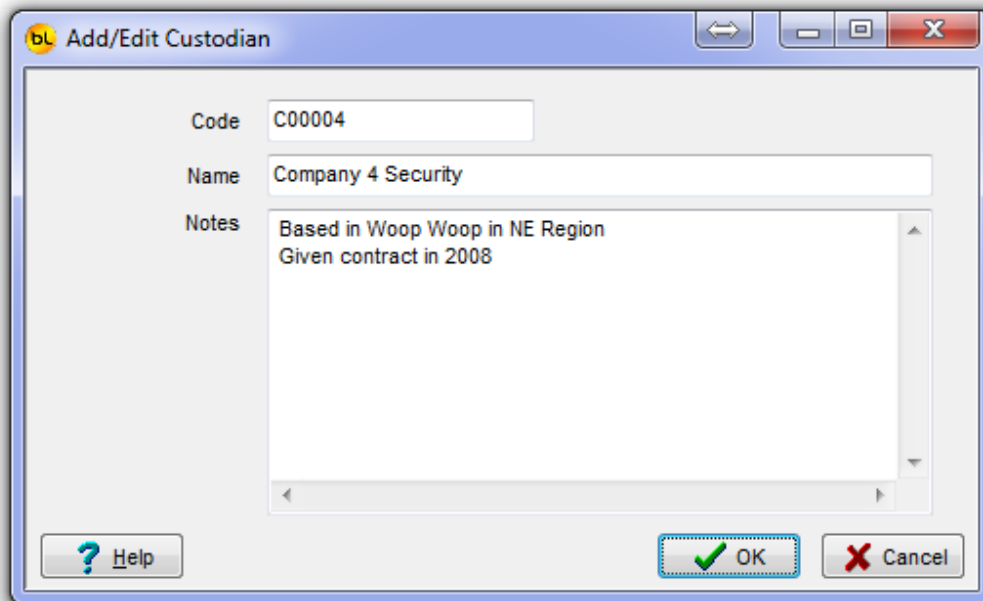 bL Add/Edit Custodian
Code C00004
Name Company 4 Security
Notes Based in Woop Woop in NE Region
Given contract in 2008
? Help OK Cancel